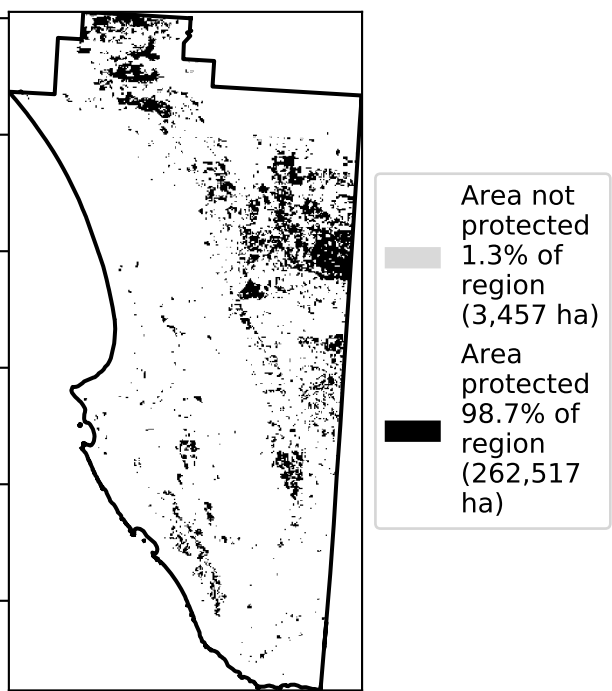 Area not
protected
1.3% of
region
(3,457 ha)
Area
protected
98.7% of
region
(262,517
ha)